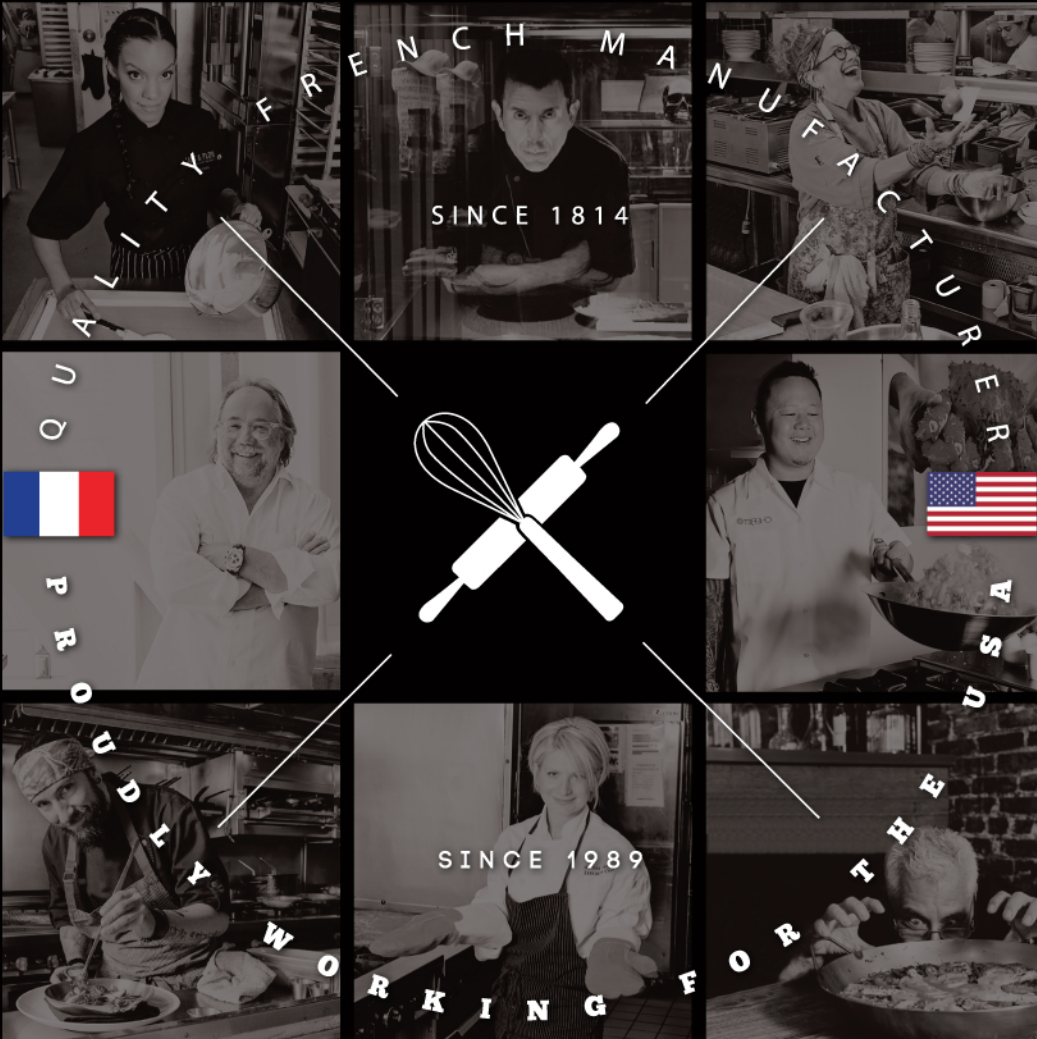 QUALITY FRENCH MANUFACTURER
SINCE 1814
SINCE 1989
PROUDLY WORKING FOR THE USA